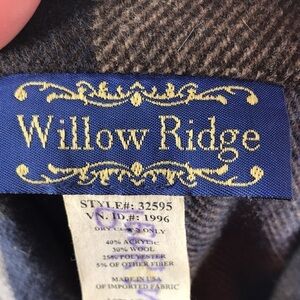 Willow Ridge
STYLE#: 32595
VN. ID.#: 1996
DRY CLEAN ONLY
40% ACRYLIC
30% WOOL
25% POLYESTER
5% OF OTHER FIBER
MADE IN USA
OF IMPORTED FABRIC